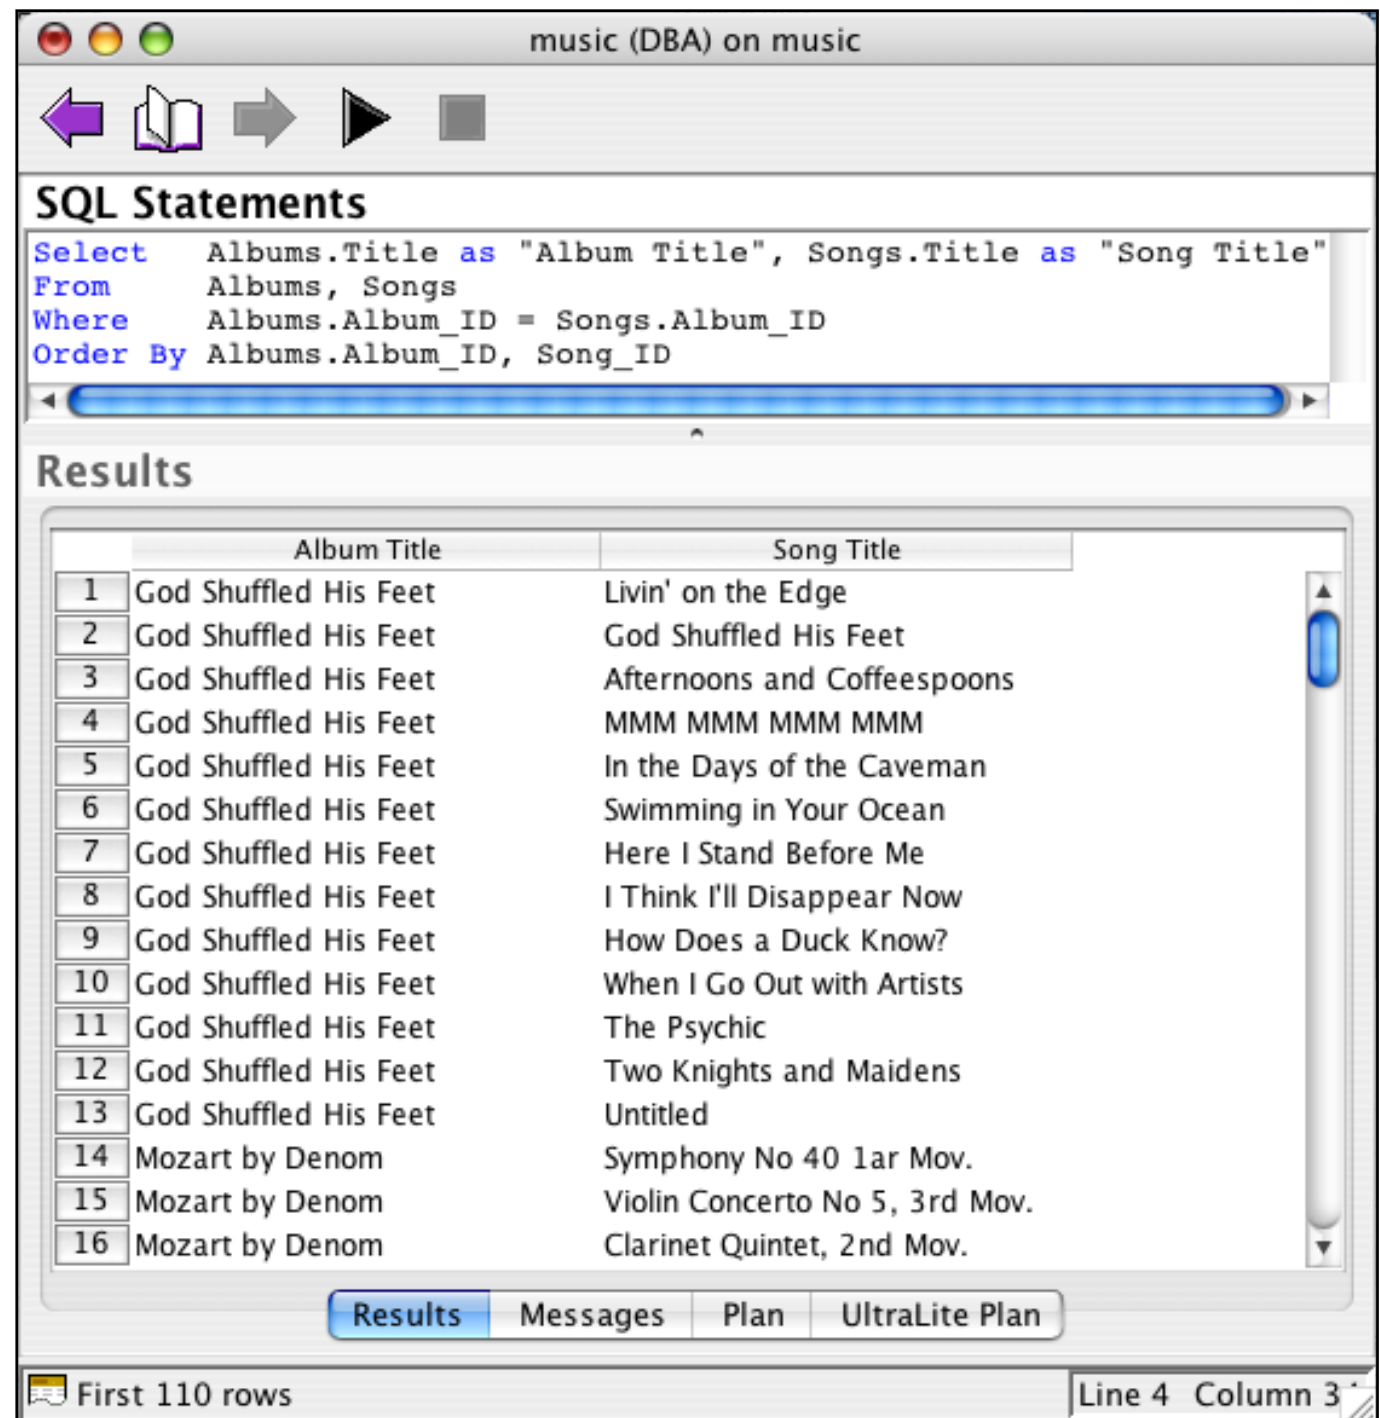 music (DBA) on music
SQL Statements
Select Albums.Title as "Album Title", Songs.Title as "Song Title"
From Albums, Songs
Where Albums.Album_ID = Songs.Album_ID
Order By Albums.Album_ID, Song_ID
Results
Album Title Song Title
1 God Shuffled His Feet Livin' on the Edge
2 God Shuffled His Feet God Shuffled His Feet
3 God Shuffled His Feet Afternoons and Coffeespoons
4 God Shuffled His Feet MMM MMM MMM MMM
5 God Shuffled His Feet In the Days of the Caveman
6 God Shuffled His Feet Swimming in Your Ocean
7 God Shuffled His Feet Here I Stand Before Me
8 God Shuffled His Feet I Think I'll Disappear Now
9 God Shuffled His Feet How Does a Duck Know?
10 God Shuffled His Feet When I Go Out with Artists
11 God Shuffled His Feet The Psychic
12 God Shuffled His Feet Two Knights and Maidens
13 God Shuffled His Feet Untitled
14 Mozart by Denom Symphony No 40 1ar Mov.
15 Mozart by Denom Violin Concerto No 5, 3rd Mov.
16 Mozart by Denom Clarinet Quintet, 2nd Mov.
Results Messages Plan UltraLite Plan
First 110 rows Line 4 Column